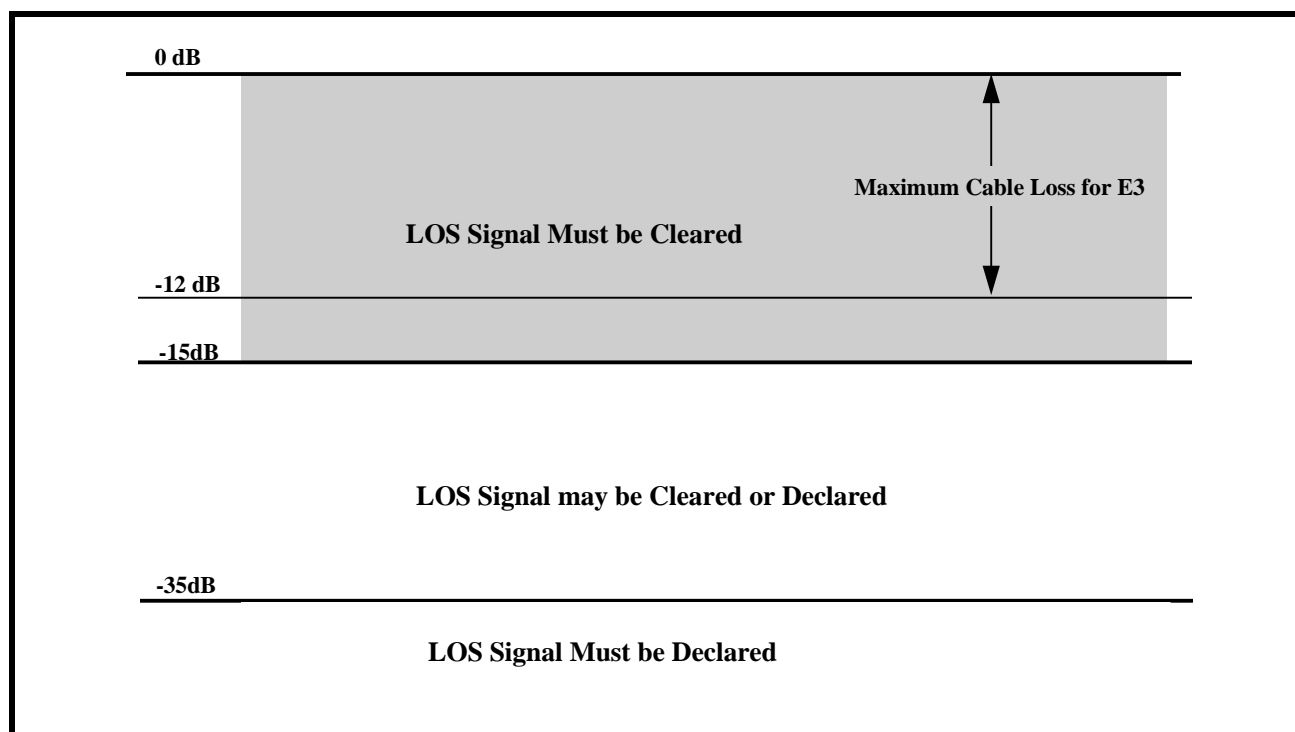 0 dB
Maximum Cable Loss for E3
LOS Signal Must be Cleared
-12 dB
-15dB
LOS Signal may be Cleared or Declared
-35dB
LOS Signal Must be Declared